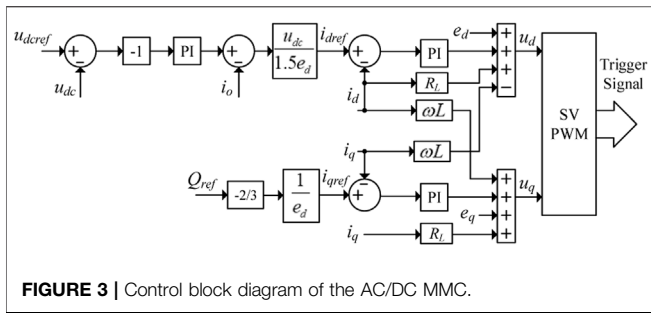 u_dcref
+
−
u_dc
-1
PI
+
−
i_o
u_dc
1.5e_d
i_dref
+
−
i_d
PI
R_L
ωL
e_d
+
+
+
−
u_d
i_q
ωL
Q_ref
-2/3
1
e_d
i_qref
−
+
PI
e_q
i_q
R_L
+
+
+
+
u_q
SV
PWM
Trigger
Signal
FIGURE 3 | Control block diagram of the AC/DC MMC.